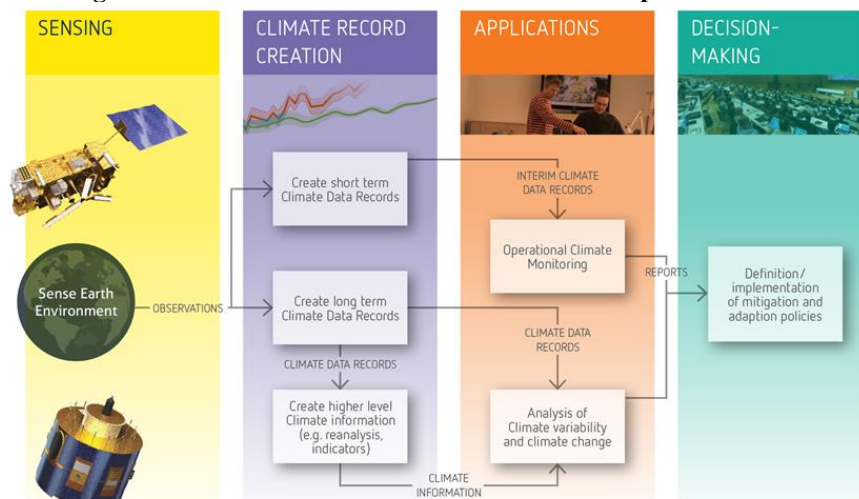 SENSING
CLIMATE RECORD
CREATION
APPLICATIONS
DECISION-
MAKING
Create short term
Climate Data Records
INTERIM CLIMATE
DATA RECORDS
Operational Climate
Monitoring
REPORTS
Definition/
implementation
of mitigation and
adaption policies
Sense Earth
Environment
OBSERVATIONS
Create long term
Climate Data Records
CLIMATE DATA RECORDS
CLIMATE DATA
RECORDS
Create higher level
Climate information
(e.g. reanalysis,
indicators)
Analysis of
Climate variability
and climate change
CLIMATE
INFORMATION